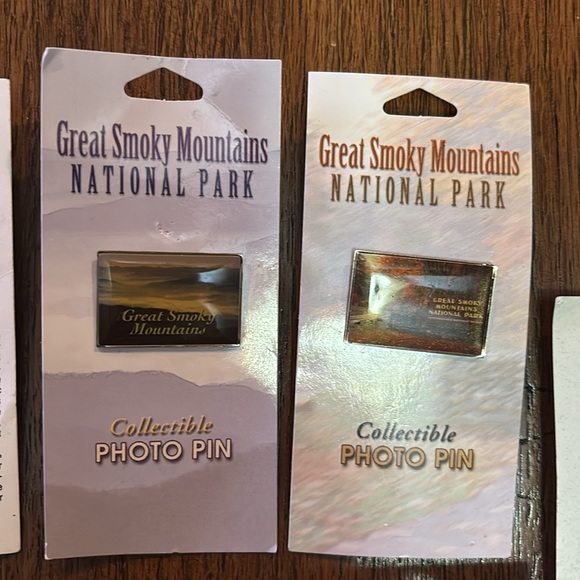 Great Smoky Mountains
NATIONAL PARK
Great Smoky
Mountains
Collectible
PHOTO PIN
Great Smoky Mountains
NATIONAL PARK
GREAT SMOKY
MOUNTAINS
NATIONAL PARK
Collectible
PHOTO PIN